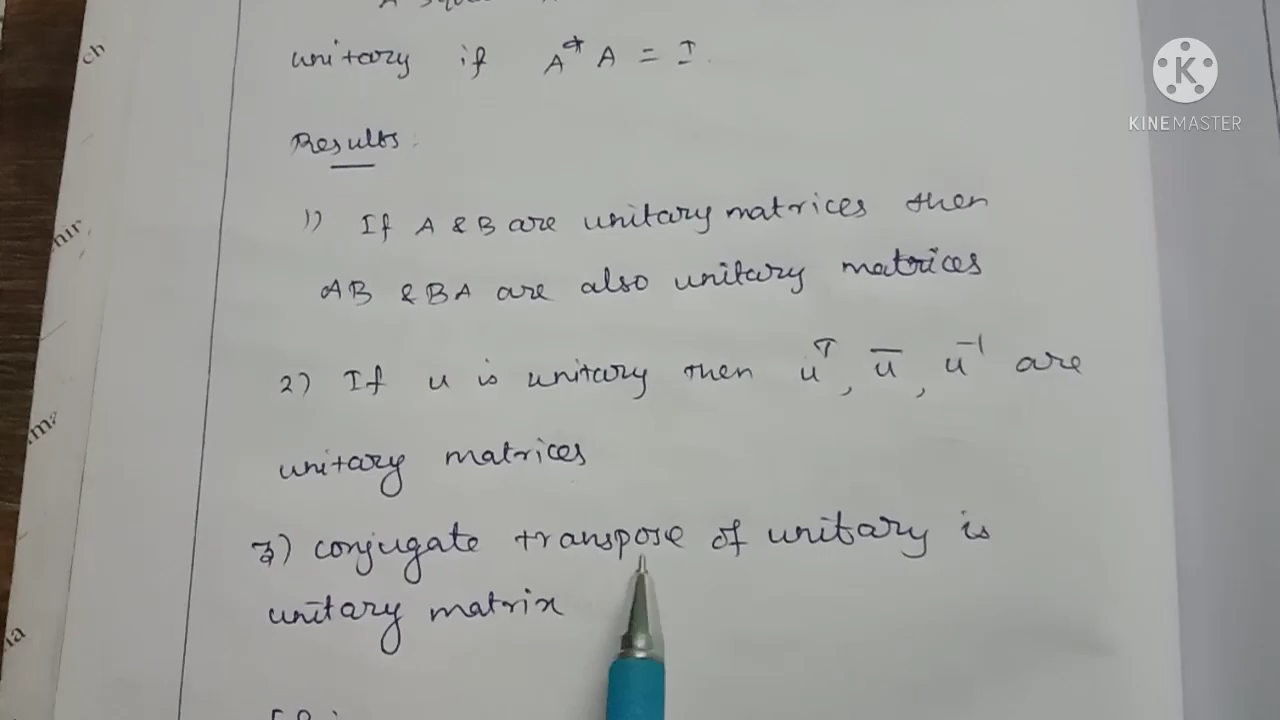 A squa
unitary if A* A = I.
Results:
1) If A & B are unitary matrices then
AB & BA are also unitary matrices
2) If u is unitary then u^T, u̅, u^-1 are
unitary matrices
3) conjugate transpose of unitary is
unitary matrix
KINEMASTER